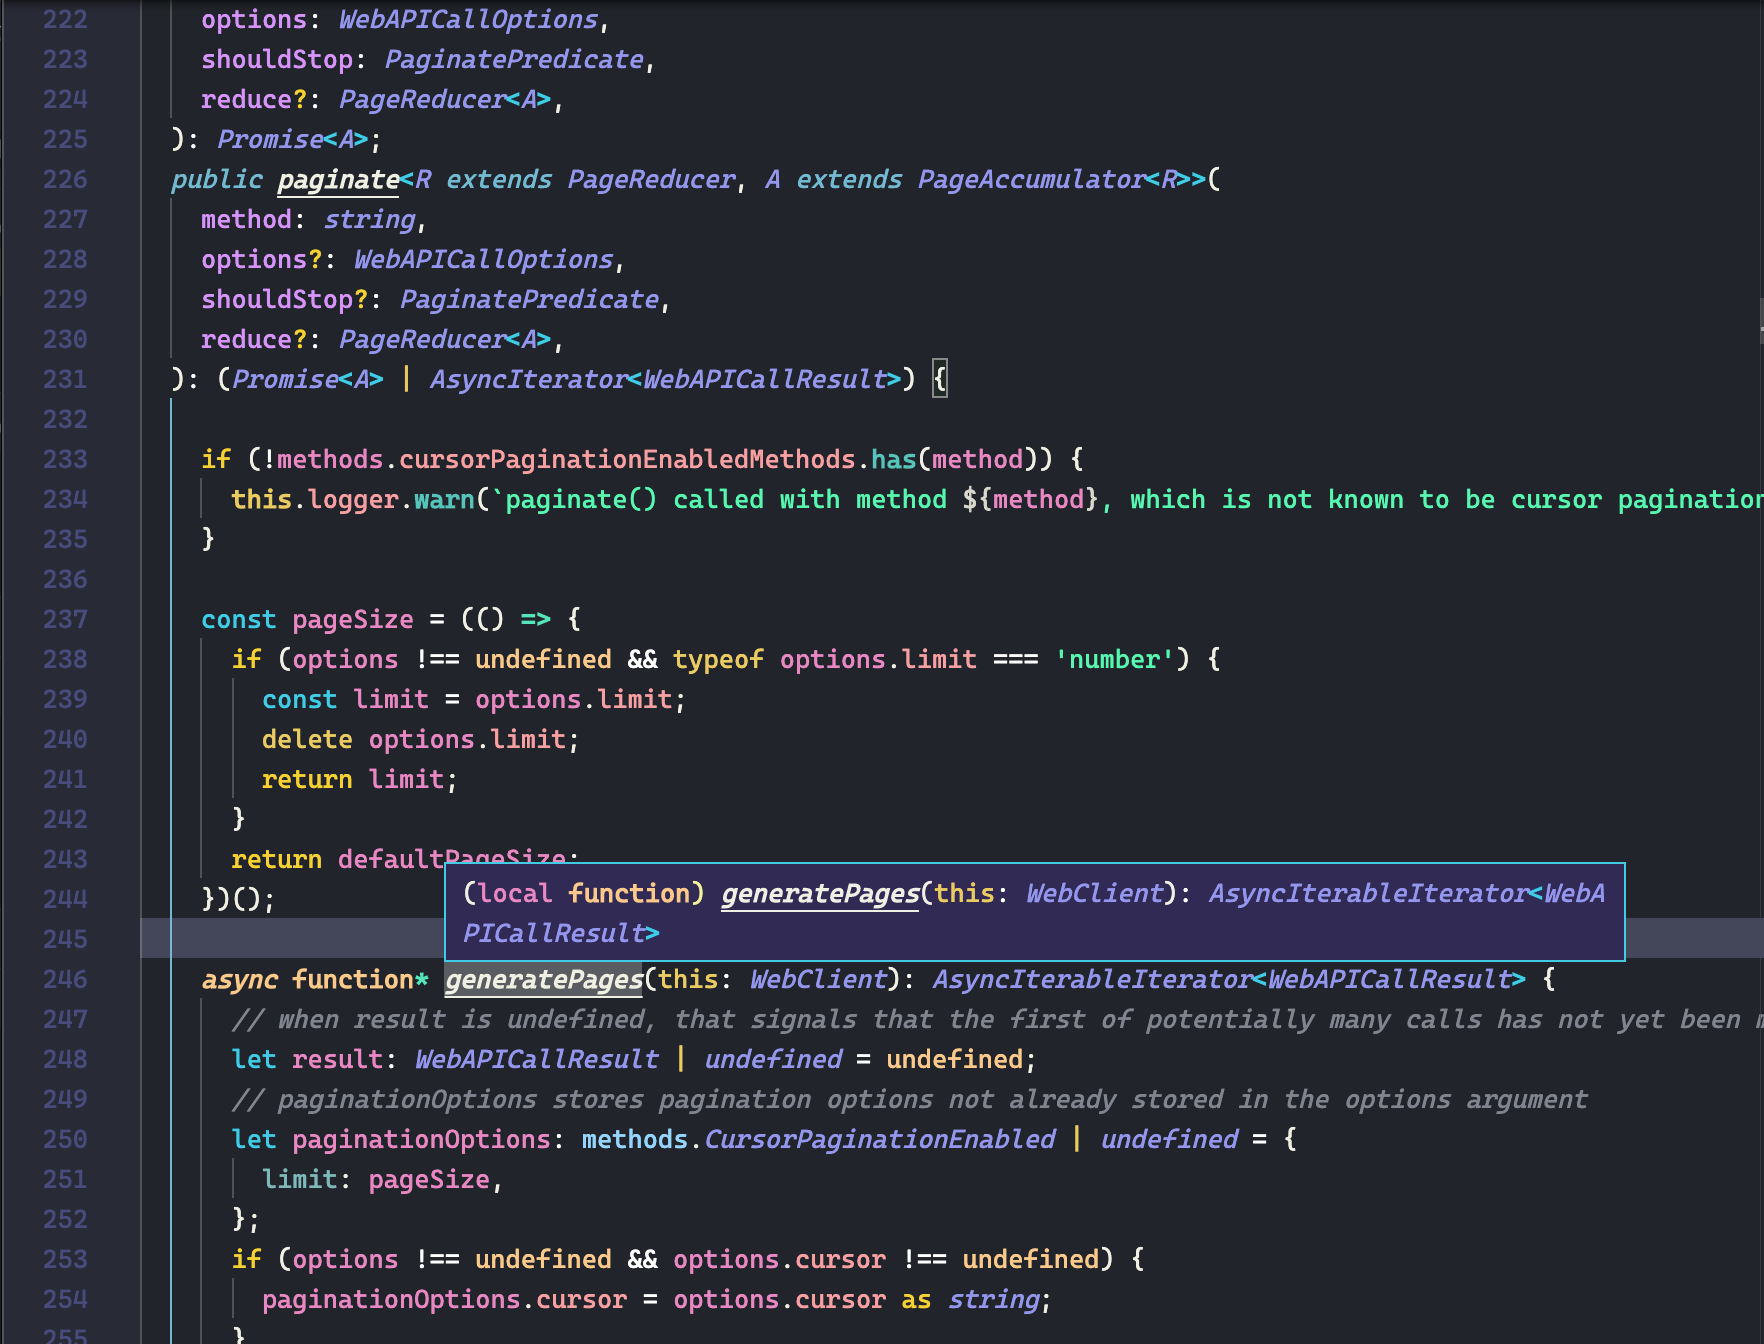 222 options: WebAPICallOptions,
223 shouldStop: PaginatePredicate,
224 reduce?: PageReducer<A>,
225 ): Promise<A>;
226 public paginate<R extends PageReducer, A extends PageAccumulator<R>>(
227 method: string,
228 options?: WebAPICallOptions,
229 shouldStop?: PaginatePredicate,
230 reduce?: PageReducer<A>,
231 ): (Promise<A> | AsyncIterator<WebAPICallResult>) {
232
233 if (!methods.cursorPaginationEnabledMethods.has(method)) {
234 this.logger.warn(`paginate() called with method ${method}, which is not known to be cursor pagination
235 }
236
237 const pageSize = (() => {
238 if (options !== undefined && typeof options.limit === 'number') {
239 const limit = options.limit;
240 delete options.limit;
241 return limit;
242 }
243 return defaultPageSize;
244 })();
(local function) generatePages(this: WebClient): AsyncIterableIterator<WebA
PICallResult>
245
246 async function* generatePages(this: WebClient): AsyncIterableIterator<WebAPICallResult> {
247 // when result is undefined, that signals that the first of potentially many calls has not yet been
248 let result: WebAPICallResult | undefined = undefined;
249 // paginationOptions stores pagination options not already stored in the options argument
250 let paginationOptions: methods.CursorPaginationEnabled | undefined = {
251 limit: pageSize,
252 };
253 if (options !== undefined && options.cursor !== undefined) {
254 paginationOptions.cursor = options.cursor as string;
255 }